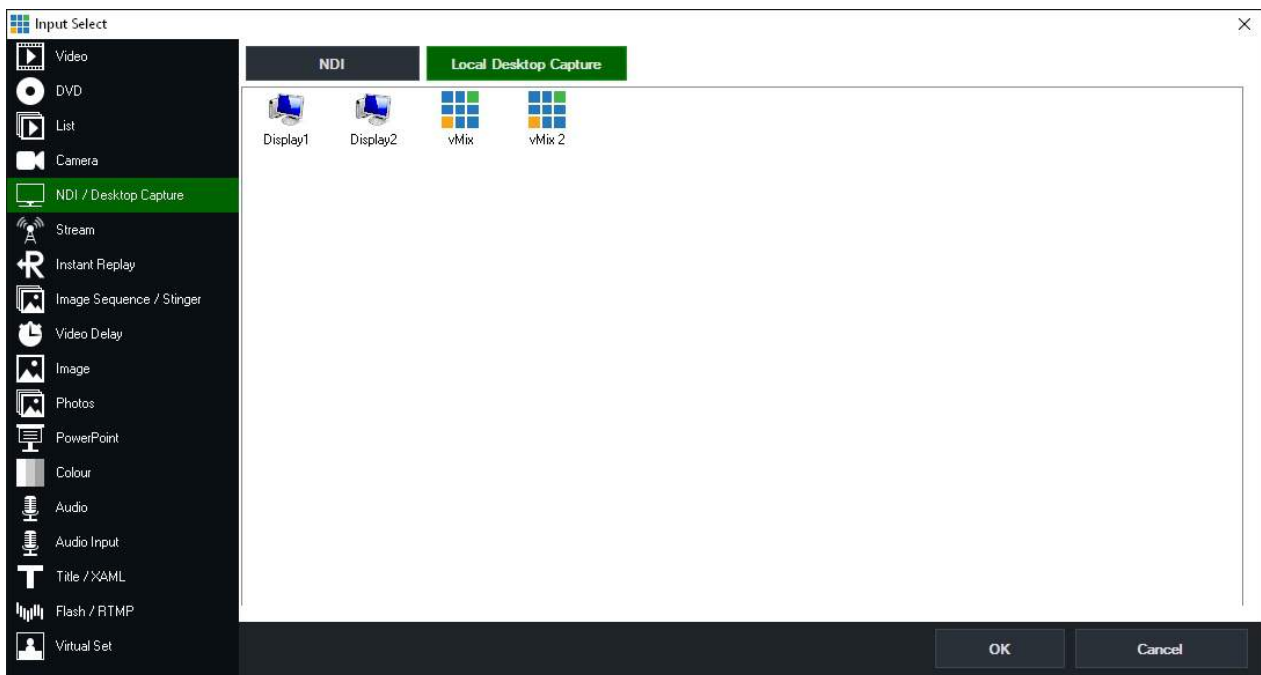 Input Select
Video
DVD
List
Camera
NDI / Desktop Capture
Stream
Instant Replay
Image Sequence / Stinger
Video Delay
Image
Photos
PowerPoint
Colour
Audio
Audio Input
Title / XAML
Flash / RTMP
Virtual Set
NDI Local Desktop Capture
Display1 Display2 vMix vMix 2
OK Cancel